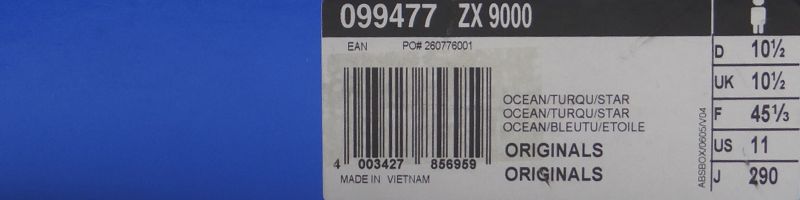 099477 ZX 9000
EAN PO# 260776001
OCEAN/TURQU/STAR
OCEAN/TURQU/STAR
OCEAN/BLEUTU/ETOILE
ORIGINALS
ORIGINALS
4 003427 856959
MADE IN VIETNAM
ABSBOX/0605/V04
D 10½
UK 10½
F 45⅓
US 11
J 290